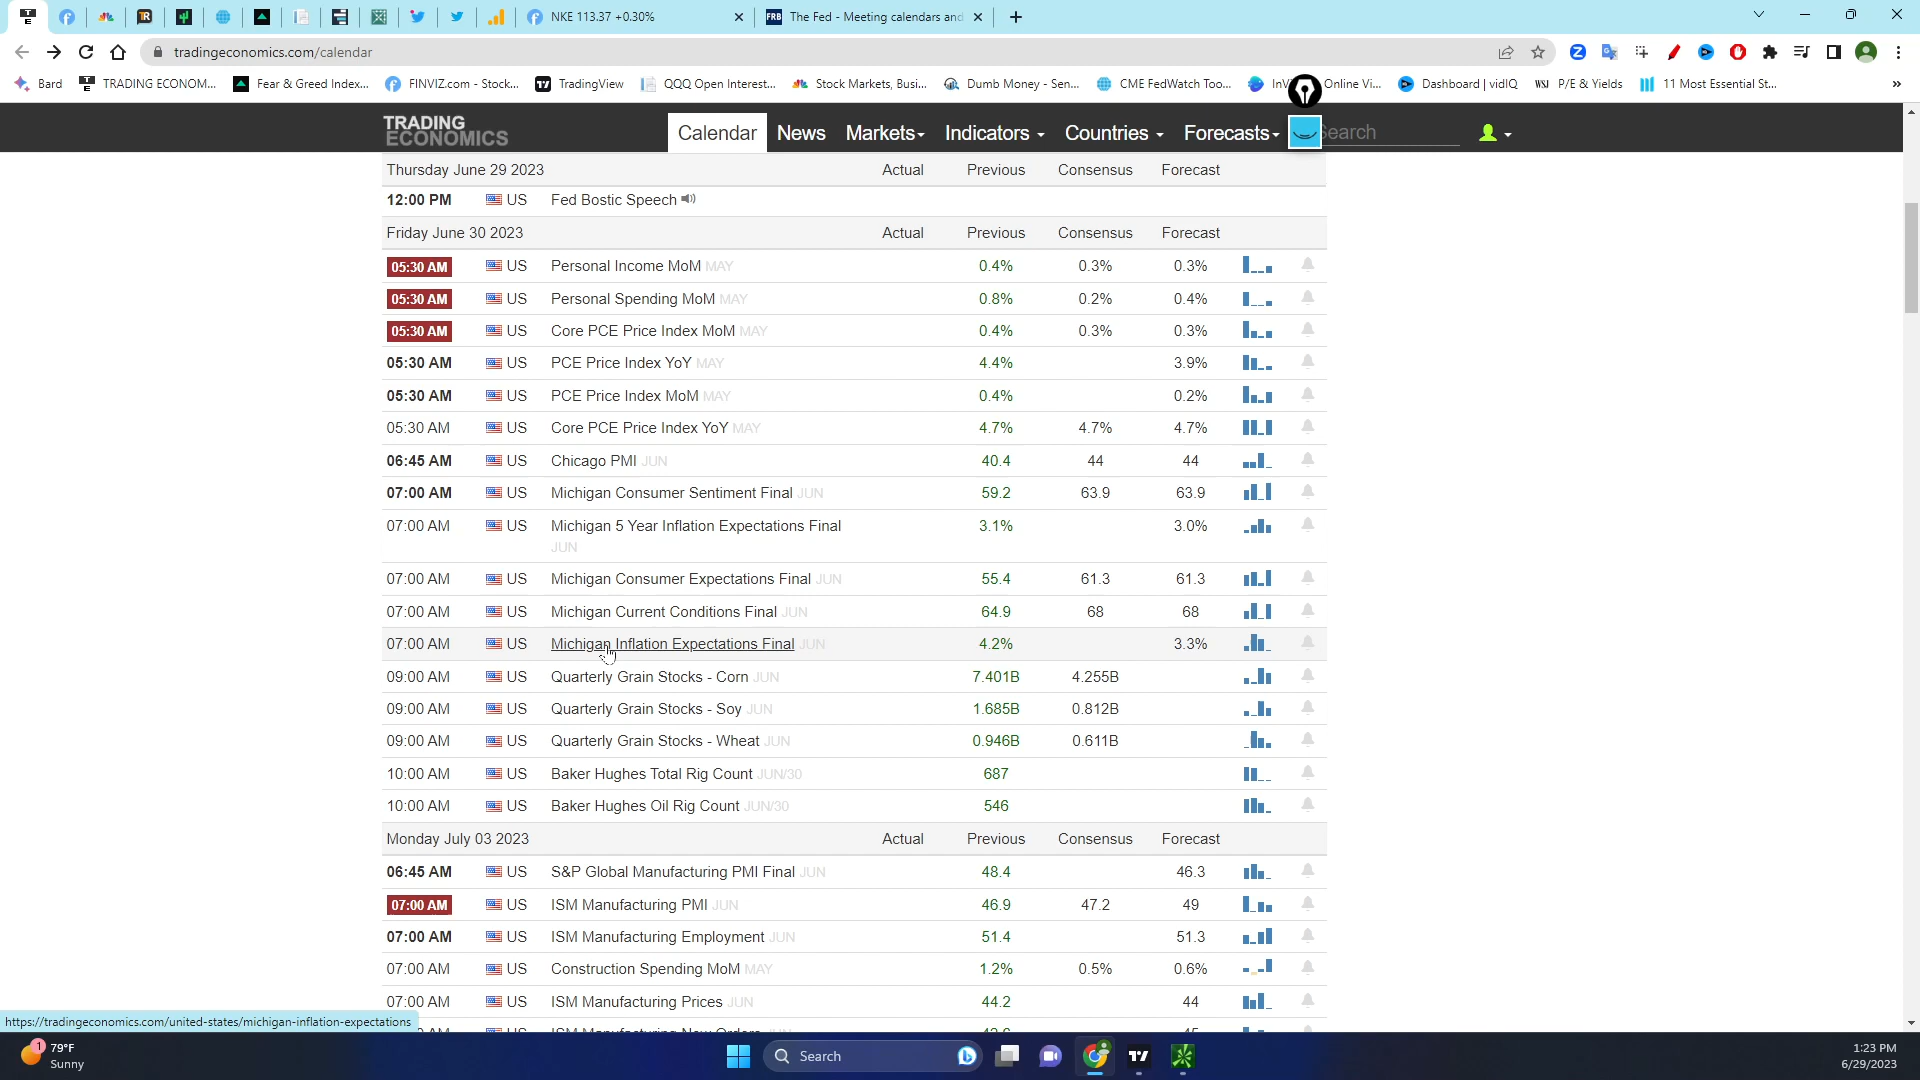 NKE 113.37 +0.30%
FRB The Fed - Meeting calendars and
tradingeconomics.com/calendar
Bard TRADING ECONOM... Fear & Greed Index... FINVIZ.com - Stock... TradingView QQQ Open Interest... Stock Markets, Busi... Dumb Money - Sen... CME FedWatch Too... InVi Online Vi... Dashboard | vidIQ WSJ P/E & Yields 11 Most Essential St... »
TRADING
ECONOMICS
Calendar News Markets Indicators Countries Forecasts Search
Thursday June 29 2023 Actual Previous Consensus Forecast
12:00 PM US Fed Bostic Speech
Friday June 30 2023 Actual Previous Consensus Forecast
05:30 AM US Personal Income MoM MAY 0.4% 0.3% 0.3%
05:30 AM US Personal Spending MoM MAY 0.8% 0.2% 0.4%
05:30 AM US Core PCE Price Index MoM MAY 0.4% 0.3% 0.3%
05:30 AM US PCE Price Index YoY MAY 4.4% 3.9%
05:30 AM US PCE Price Index MoM MAY 0.4% 0.2%
05:30 AM US Core PCE Price Index YoY MAY 4.7% 4.7% 4.7%
06:45 AM US Chicago PMI JUN 40.4 44 44
07:00 AM US Michigan Consumer Sentiment Final JUN 59.2 63.9 63.9
07:00 AM US Michigan 5 Year Inflation Expectations Final 3.1% 3.0%
JUN
07:00 AM US Michigan Consumer Expectations Final JUN 55.4 61.3 61.3
07:00 AM US Michigan Current Conditions Final JUN 64.9 68 68
07:00 AM US Michigan Inflation Expectations Final JUN 4.2% 3.3%
09:00 AM US Quarterly Grain Stocks - Corn JUN 7.401B 4.255B
09:00 AM US Quarterly Grain Stocks - Soy JUN 1.685B 0.812B
09:00 AM US Quarterly Grain Stocks - Wheat JUN 0.946B 0.611B
10:00 AM US Baker Hughes Total Rig Count JUN/30 687
10:00 AM US Baker Hughes Oil Rig Count JUN/30 546
Monday July 03 2023 Actual Previous Consensus Forecast
06:45 AM US S&P Global Manufacturing PMI Final JUN 48.4 46.3
07:00 AM US ISM Manufacturing PMI JUN 46.9 47.2 49
07:00 AM US ISM Manufacturing Employment JUN 51.4 51.3
07:00 AM US Construction Spending MoM MAY 1.2% 0.5% 0.6%
07:00 AM US ISM Manufacturing Prices JUN 44.2 44
https://tradingeconomics.com/united-states/michigan-inflation-expectations
1 79°F
Sunny
Search
1:23 PM
6/29/2023